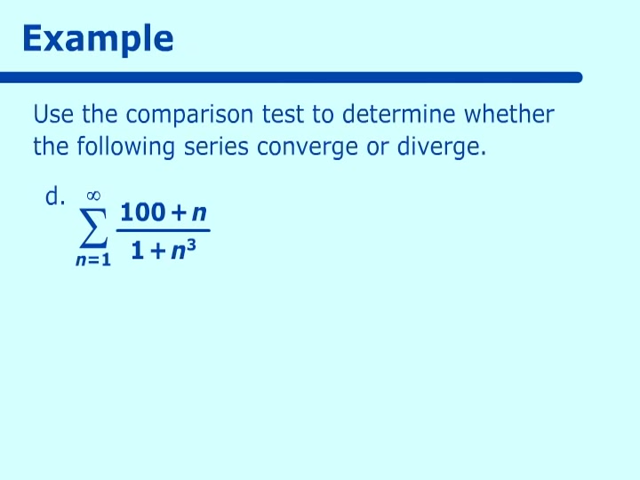 Example
Use the comparison test to determine whether
the following series converge or diverge.
d. ∞
∑ 100 + n
n=1 1 + n³